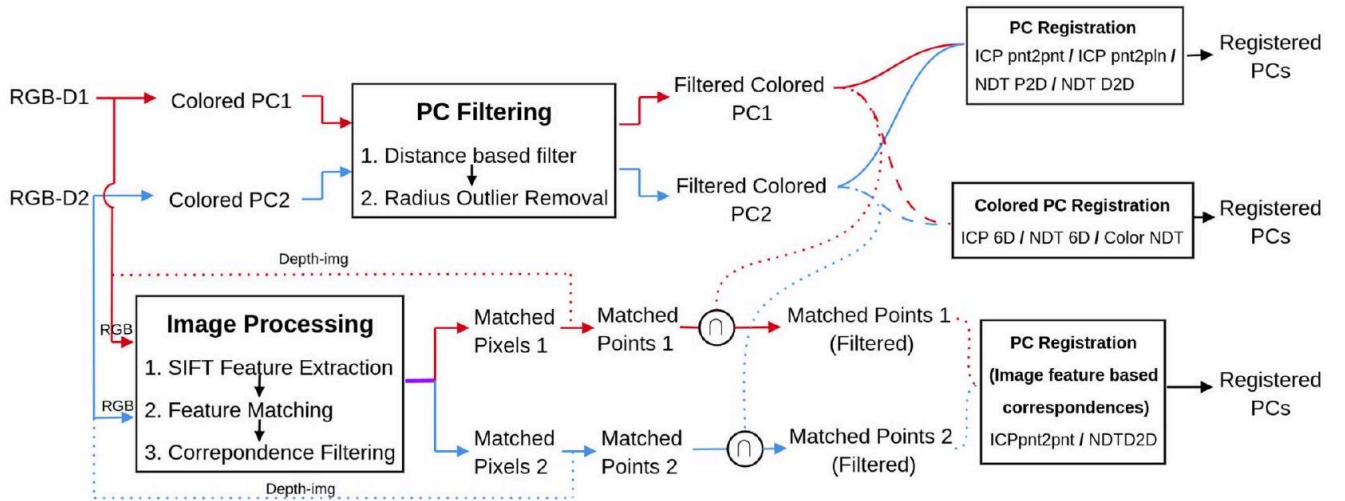 RGB-D1
RGB-D2
Colored PC1
Colored PC2
PC Filtering
1. Distance based filter
2. Radius Outlier Removal
Filtered Colored
PC1
Filtered Colored
PC2
PC Registration
ICP pnt2pnt / ICP pnt2pln /
NDT P2D / NDT D2D
Registered
PCs
Colored PC Registration
ICP 6D / NDT 6D / Color NDT
Registered
PCs
Depth-img
RGB
RGB
Image Processing
1. SIFT Feature Extraction
2. Feature Matching
3. Correpondence Filtering
Matched
Pixels 1
Matched
Points 1
∩
Matched Points 1
(Filtered)
Matched
Pixels 2
Matched
Points 2
∩
Matched Points 2
(Filtered)
PC Registration
(Image feature based
correspondences)
ICPpnt2pnt / NDTD2D
Registered
PCs
Depth-img